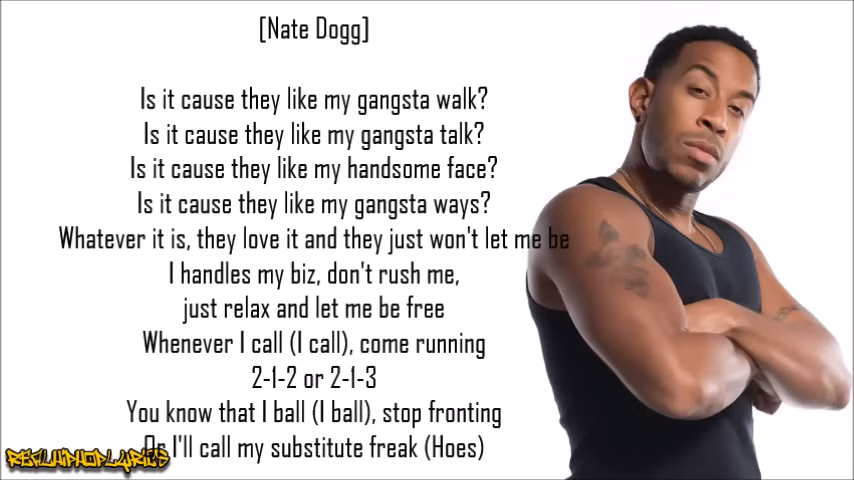 [Nate Dogg]
Is it cause they like my gangsta walk?
Is it cause they like my gangsta talk?
Is it cause they like my handsome face?
Is it cause they like my gangsta ways?
Whatever it is, they love it and they just won't let me be
I handles my biz, don't rush me,
just relax and let me be free
Whenever I call (I call), come running
2-1-2 or 2-1-3
You know that I ball (I ball), stop fronting
Or I'll call my substitute freak (Hoes)
REALHIPHOPLYRICS